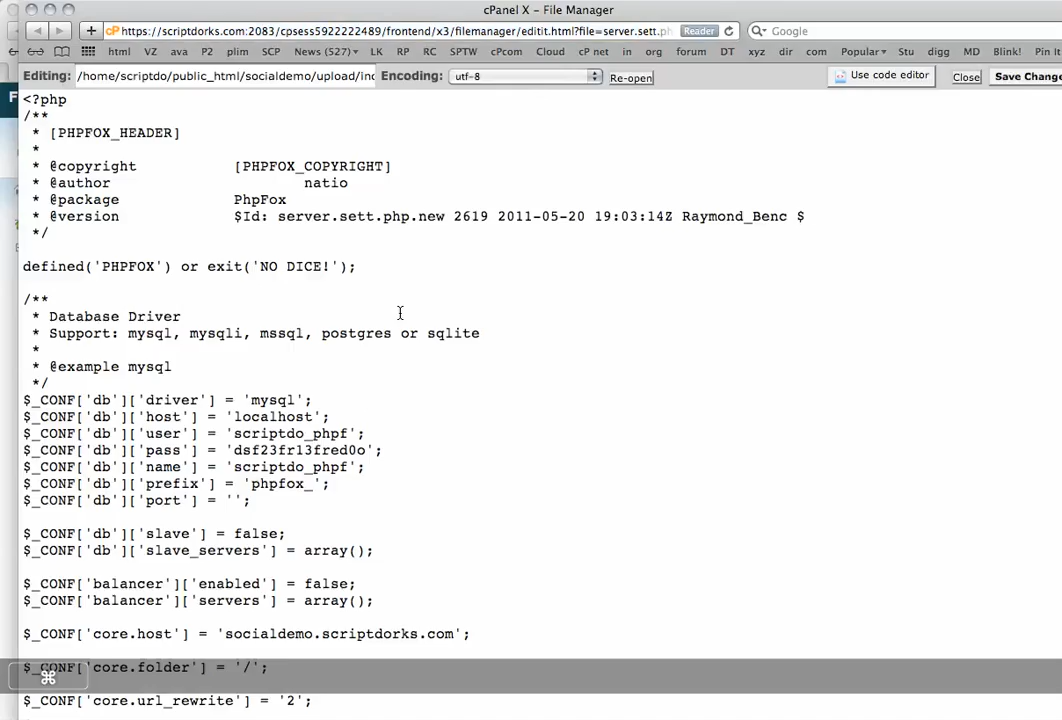 cPanel X – File Manager
https://scriptdorks.com:2083/cpsess5922222489/frontend/x3/filemanager/editit.html?file=server.sett.ph Reader Google
html VZ ava P2 plim SCP News (527)▾ LK RP RC SPTW cPcom Cloud cP net in org forum DT xyz dir com Popular▾ Stu digg MD Blink! Pin It
Editing: /home/scriptdo/public_html/socialdemo/upload/inc Encoding: utf-8 Re-open Use code editor Close Save Change
<?php
/**
* [PHPFOX_HEADER]
*
* @copyright [PHPFOX_COPYRIGHT]
* @author natio
* @package PhpFox
* @version $Id: server.sett.php.new 2619 2011-05-20 19:03:14Z Raymond_Benc $
*/
defined('PHPFOX') or exit('NO DICE!');
/**
* Database Driver
* Support: mysql, mysqli, mssql, postgres or sqlite
*
* @example mysql
*/
$_CONF['db']['driver'] = 'mysql';
$_CONF['db']['host'] = 'localhost';
$_CONF['db']['user'] = 'scriptdo_phpf';
$_CONF['db']['pass'] = 'dsf23fr13fred0o';
$_CONF['db']['name'] = 'scriptdo_phpf';
$_CONF['db']['prefix'] = 'phpfox_';
$_CONF['db']['port'] = '';
$_CONF['db']['slave'] = false;
$_CONF['db']['slave_servers'] = array();
$_CONF['balancer']['enabled'] = false;
$_CONF['balancer']['servers'] = array();
$_CONF['core.host'] = 'socialdemo.scriptdorks.com';
$_CONF['core.folder'] = '/';
⌘
$_CONF['core.url_rewrite'] = '2';